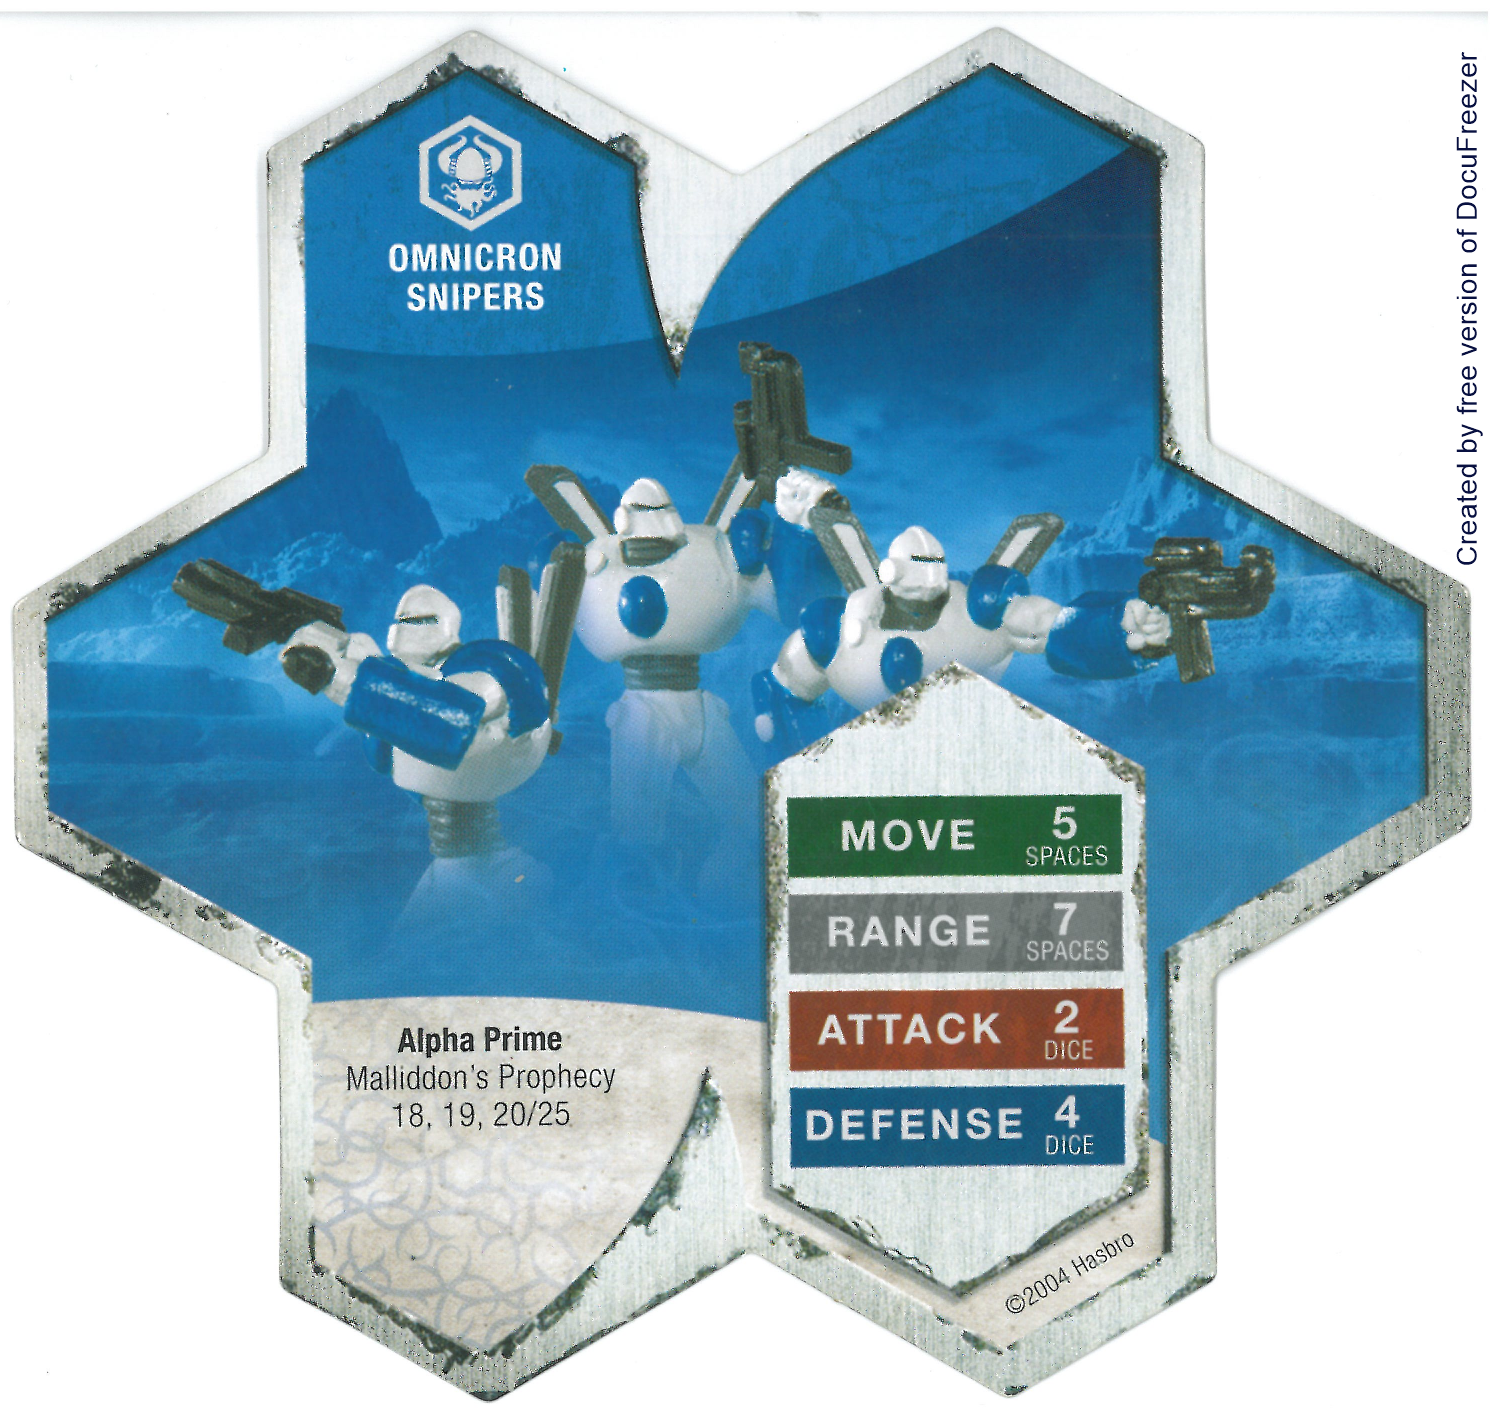 OMNICRON
SNIPERS
MOVE 5
SPACES
RANGE 7
SPACES
ATTACK 2
DICE
DEFENSE 4
DICE
Alpha Prime
Malliddon's Prophecy
18, 19, 20/25
©2004 Hasbro
Created by free version of DocuFreezer